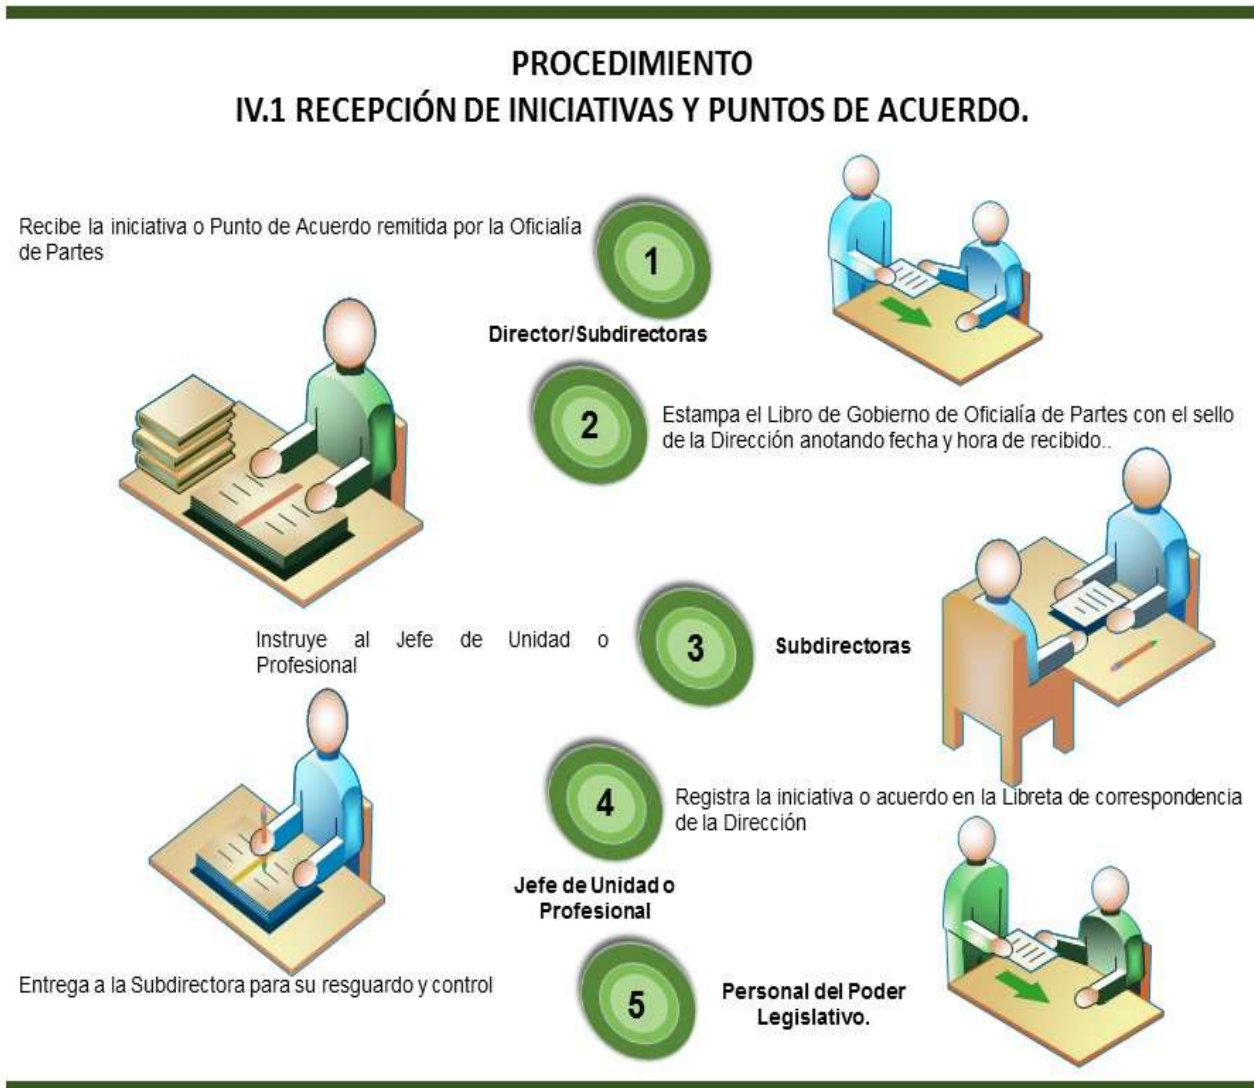 PROCEDIMIENTO
IV.1 RECEPCIÓN DE INICIATIVAS Y PUNTOS DE ACUERDO.
Recibe la iniciativa o Punto de Acuerdo remitida por la Oficialía
de Partes
1
Director/Subdirectoras
2
Estampa el Libro de Gobierno de Oficialía de Partes con el sello
de la Dirección anotando fecha y hora de recibido..
Instruye al Jefe de Unidad o
Profesional
3
Subdirectoras
4
Registra la iniciativa o acuerdo en la Libreta de correspondencia
de la Dirección
Jefe de Unidad o
Profesional
Entrega a la Subdirectora para su resguardo y control
5
Personal del Poder
Legislativo.